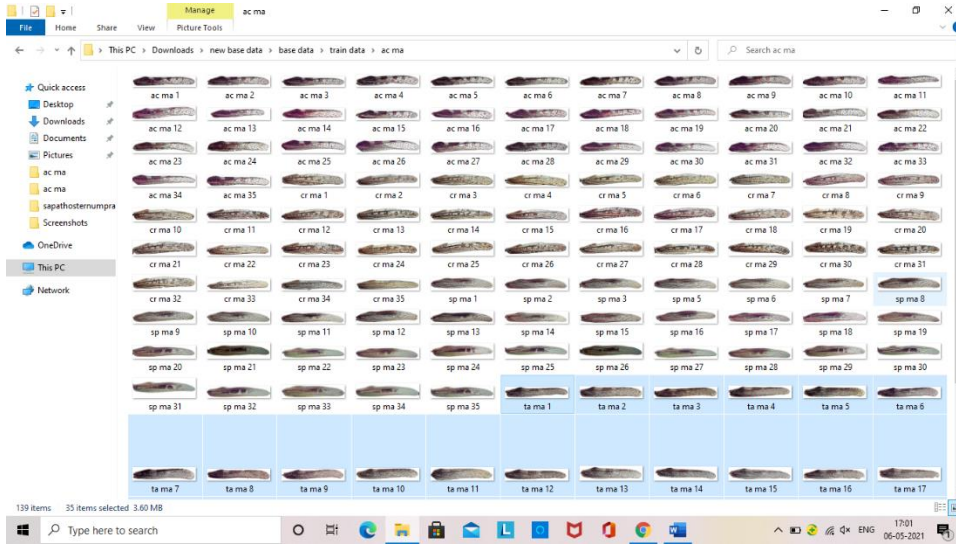 Manage
ac ma
File
Home
Share
View
Picture Tools
This PC
Downloads
new base data
base data
train data
ac ma
Search ac ma
Quick access
Desktop
Downloads
Documents
Pictures
ac ma
ac ma
sapathosternumpra
Screenshots
OneDrive
This PC
Network
ac ma 1 ac ma 2 ac ma 3 ac ma 4 ac ma 5 ac ma 6 ac ma 7 ac ma 8 ac ma 9 ac ma 10 ac ma 11
ac ma 12 ac ma 13 ac ma 14 ac ma 15 ac ma 16 ac ma 17 ac ma 18 ac ma 19 ac ma 20 ac ma 21 ac ma 22
ac ma 23 ac ma 24 ac ma 25 ac ma 26 ac ma 27 ac ma 28 ac ma 29 ac ma 30 ac ma 31 ac ma 32 ac ma 33
ac ma 34 ac ma 35 cr ma 1 cr ma 2 cr ma 3 cr ma 4 cr ma 5 cr ma 6 cr ma 7 cr ma 8 cr ma 9
cr ma 10 cr ma 11 cr ma 12 cr ma 13 cr ma 14 cr ma 15 cr ma 16 cr ma 17 cr ma 18 cr ma 19 cr ma 20
cr ma 21 cr ma 22 cr ma 23 cr ma 24 cr ma 25 cr ma 26 cr ma 27 cr ma 28 cr ma 29 cr ma 30 cr ma 31
cr ma 32 cr ma 33 cr ma 34 cr ma 35 sp ma 1 sp ma 2 sp ma 3 sp ma 5 sp ma 6 sp ma 7 sp ma 8
sp ma 9 sp ma 10 sp ma 11 sp ma 12 sp ma 13 sp ma 14 sp ma 15 sp ma 16 sp ma 17 sp ma 18 sp ma 19
sp ma 20 sp ma 21 sp ma 22 sp ma 23 sp ma 24 sp ma 25 sp ma 26 sp ma 27 sp ma 28 sp ma 29 sp ma 30
sp ma 31 sp ma 32 sp ma 33 sp ma 34 sp ma 35 ta ma 1 ta ma 2 ta ma 3 ta ma 4 ta ma 5 ta ma 6
ta ma 7 ta ma 8 ta ma 9 ta ma 10 ta ma 11 ta ma 12 ta ma 13 ta ma 14 ta ma 15 ta ma 16 ta ma 17
139 items 35 items selected 3.60 MB
Type here to search
L
ENG
17:01
06-05-2021